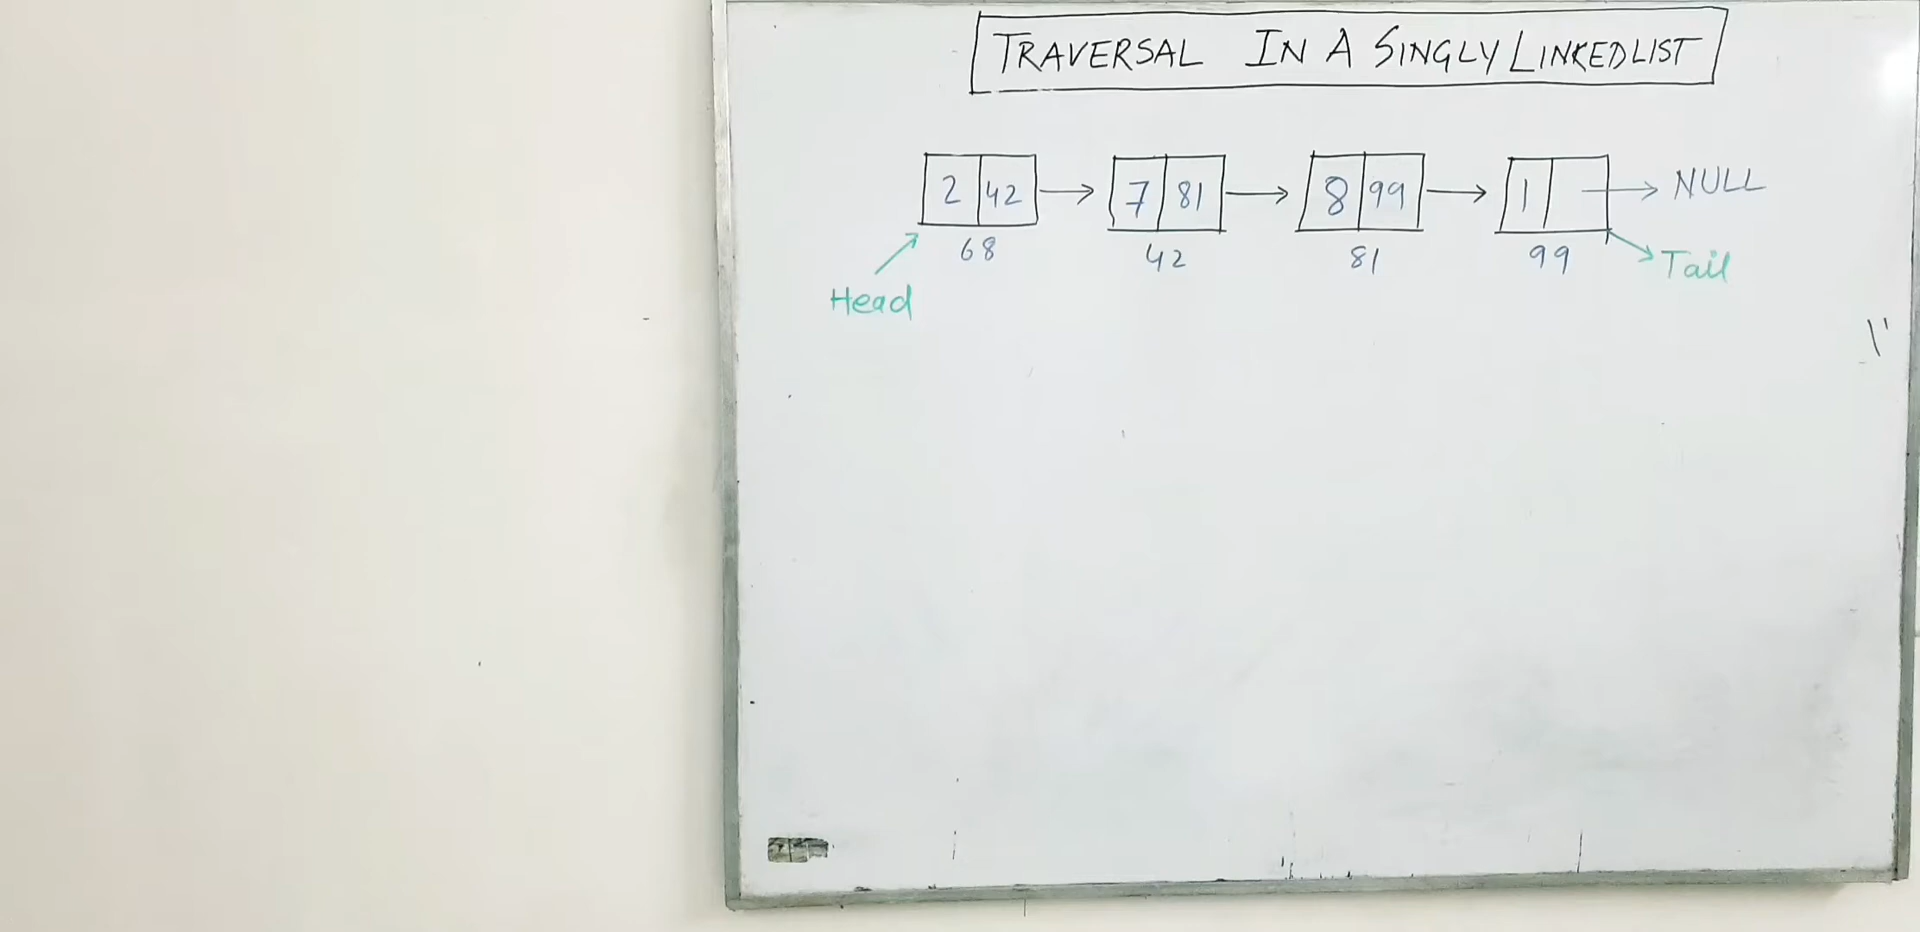 TRAVERSAL IN A SINGLY LINKEDLIST
2 42 → 7 81 → 8 99 → 1 → NULL
68 42 81 99
Head Tail